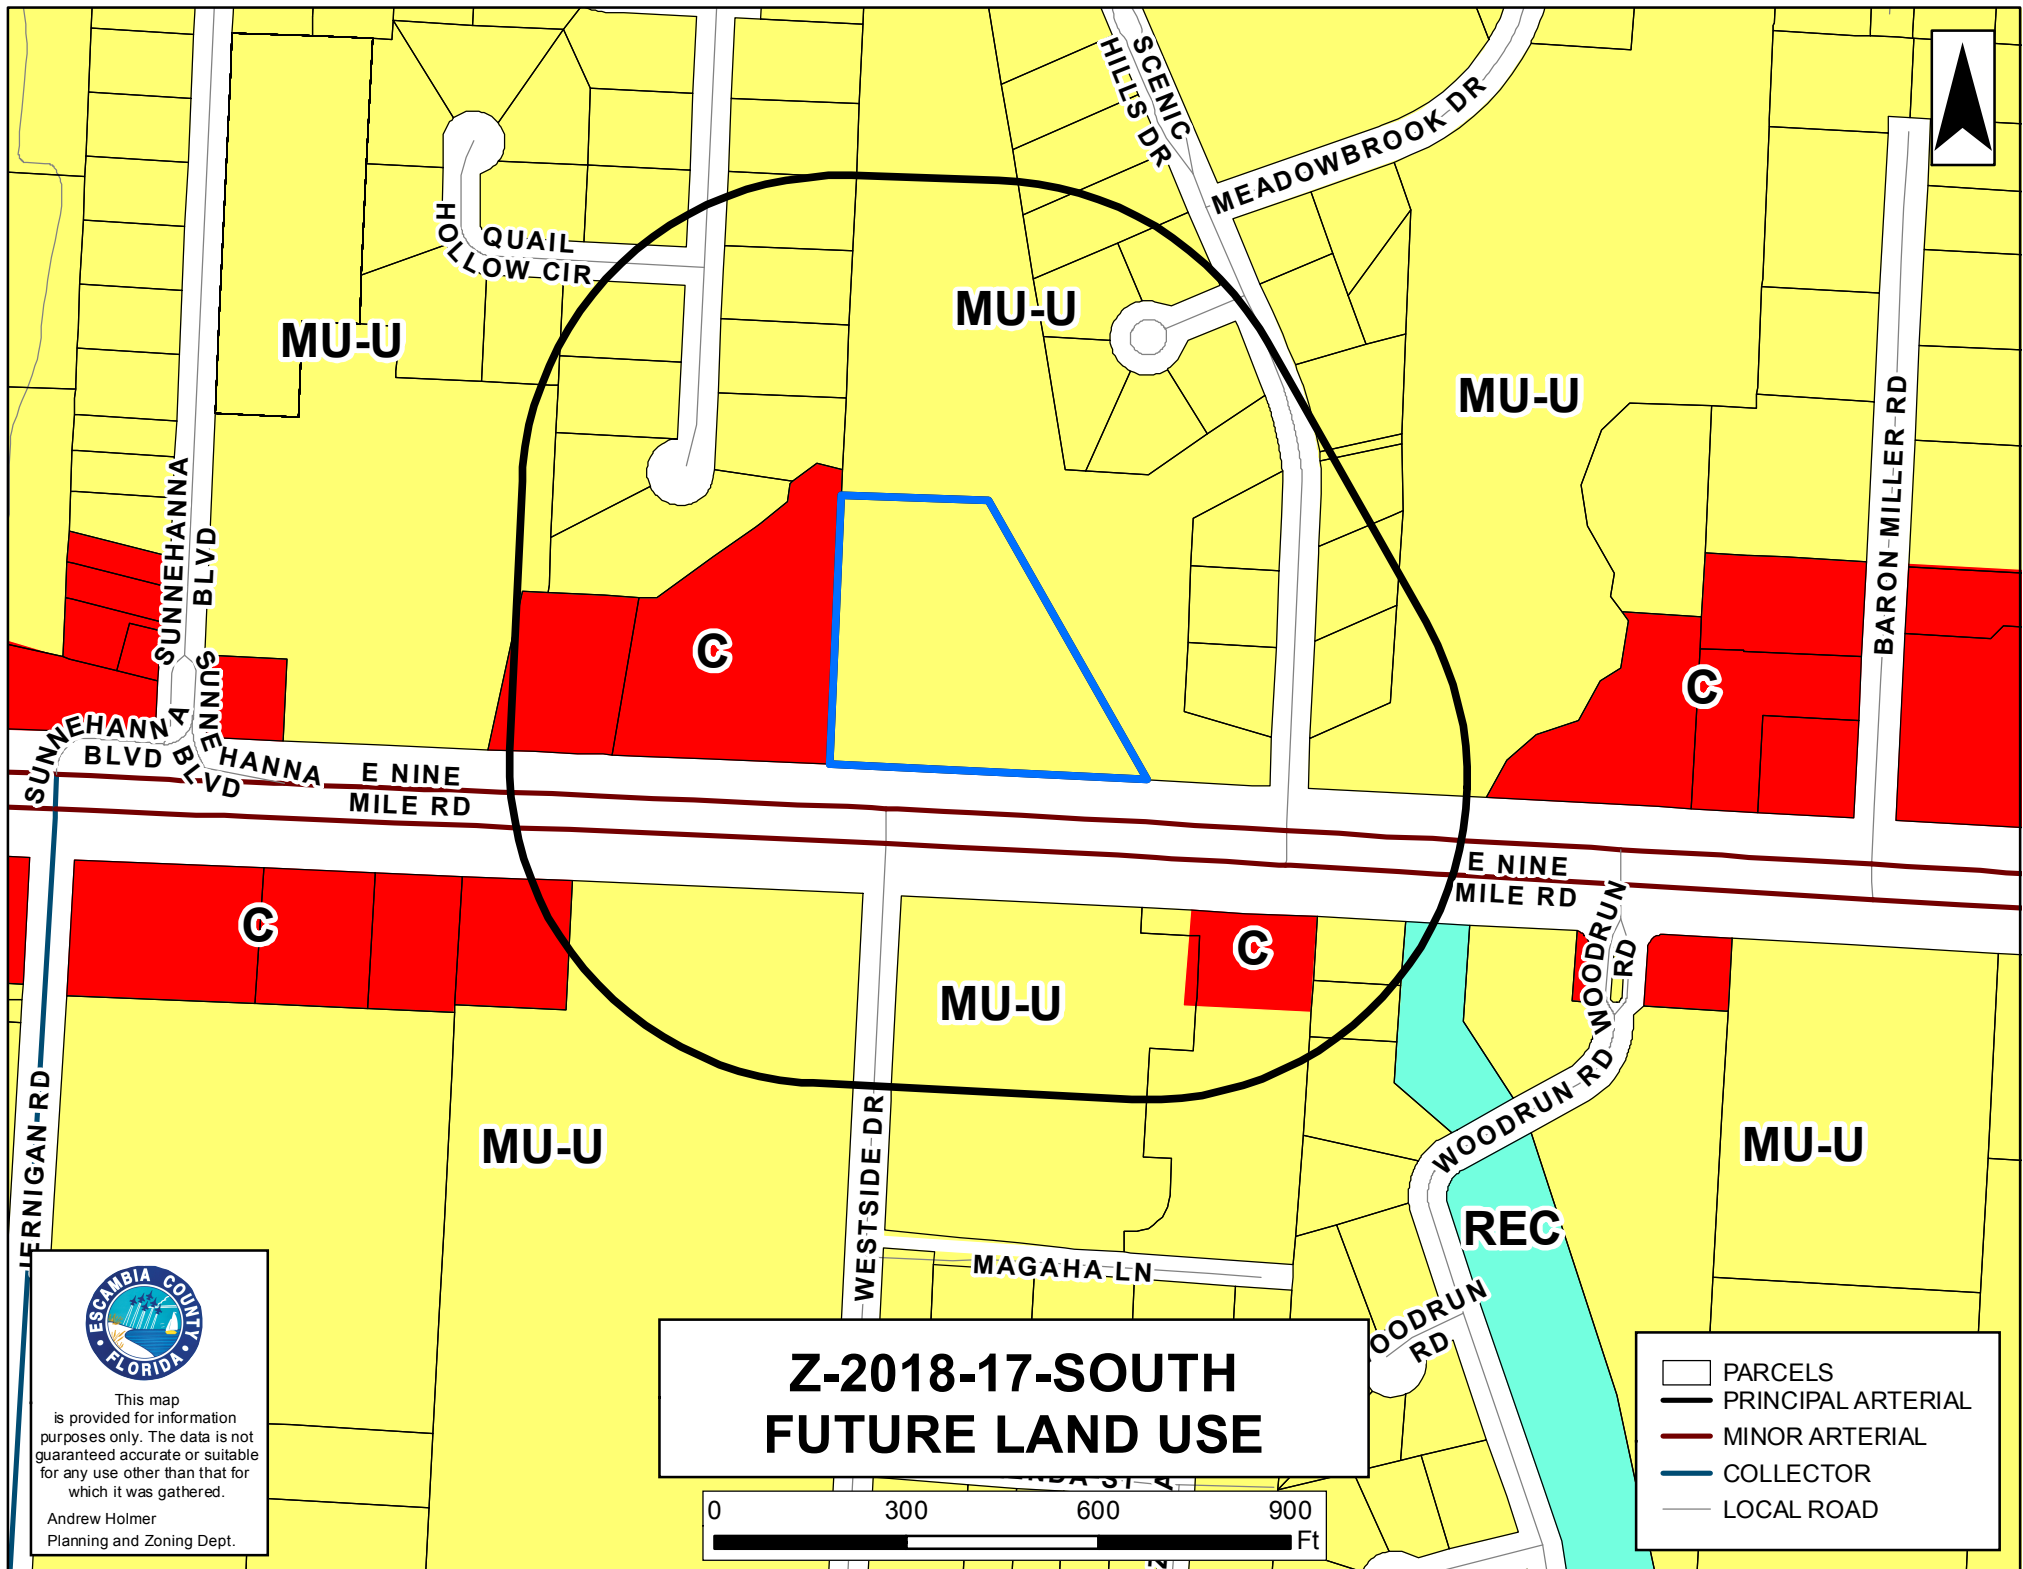 SCENIC
HILLS DR
MEADOWBROOK DR
QUAIL
HOLLOW CIR
MU-U
MU-U
MU-U
BARON MILLER RD
SUNNEHANNA
BLVD
C
C
SUNNEHANNA
BLVD
SUNNEHANNA
BLVD
E NINE
MILE RD
E NINE
MILE RD
C
C
WOODRUN
RD
MU-U
MU-U
MU-U
WOODRUN RD
JERNIGAN RD
WESTSIDE DR
REC
MAGAHA LN
OODRUN
RD
ESCAMBIA COUNTY
FLORIDA
This map
is provided for information
purposes only. The data is not
guaranteed accurate or suitable
for any use other than that for
which it was gathered.
Andrew Holmer
Planning and Zoning Dept.
Z-2018-17-SOUTH
FUTURE LAND USE
0 300 600 900
Ft
PARCELS
PRINCIPAL ARTERIAL
MINOR ARTERIAL
COLLECTOR
LOCAL ROAD